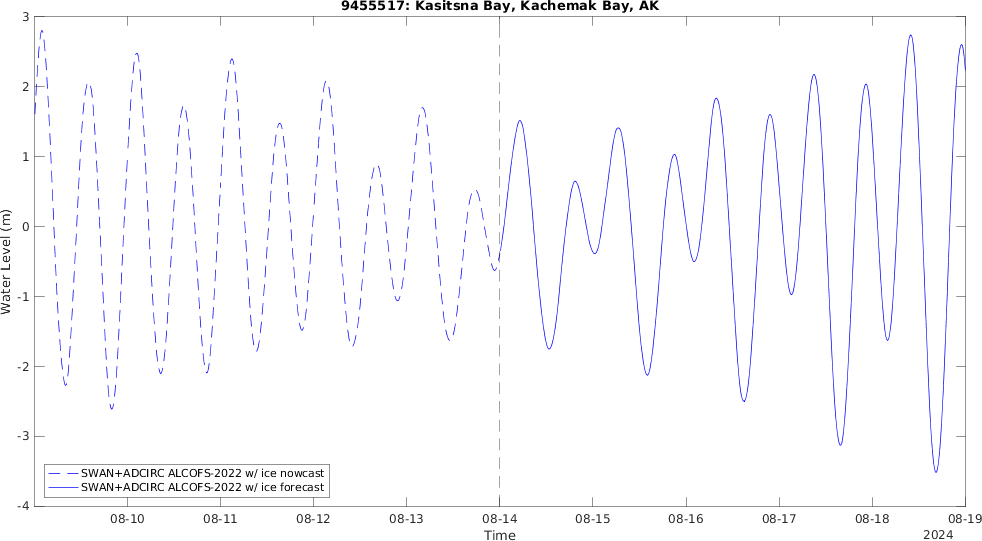 9455517: Kasitsna Bay, Kachemak Bay, AK
3
2
1
0
-1
-2
-3
-4
Water Level (m)
SWAN+ADCIRC ALCOFS-2022 w/ ice nowcast
SWAN+ADCIRC ALCOFS-2022 w/ ice forecast
08-10 08-11 08-12 08-13 08-14 08-15 08-16 08-17 08-18 08-19
Time
2024